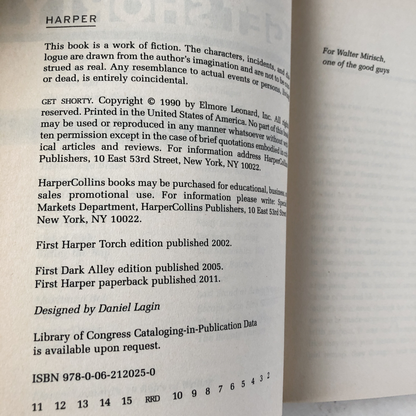 HARPER
This book is a work of fiction. The characters, incidents, and
logue are drawn from the author's imagination and are not to be
strued as real. Any resemblance to actual events or persons,
or dead, is entirely coincidental.
GET SHORTY. Copyright © 1990 by Elmore Leonard, Inc. All
reserved. Printed in the United States of America. No part of this
may be used or reproduced in any manner whatsoever without
ten permission except in the case of brief quotations embodied in
ical articles and reviews. For information address HarperCollins
Publishers, 10 East 53rd Street, New York, NY 10022.
HarperCollins books may be purchased for educational, business,
sales promotional use. For information please write:
Markets Department, HarperCollins Publishers, 10 East 53rd
New York, NY 10022.
First Harper Torch edition published 2002.
First Dark Alley edition published 2005.
First Harper paperback published 2011.
Designed by Daniel Lagin
Library of Congress Cataloging-in-Publication Data
is available upon request.
ISBN 978-0-06-212025-0
11 12 13 14 15 RRD 10 9 8 7 6 5 4 3 2
For Walter Mirisch,
one of the good guys